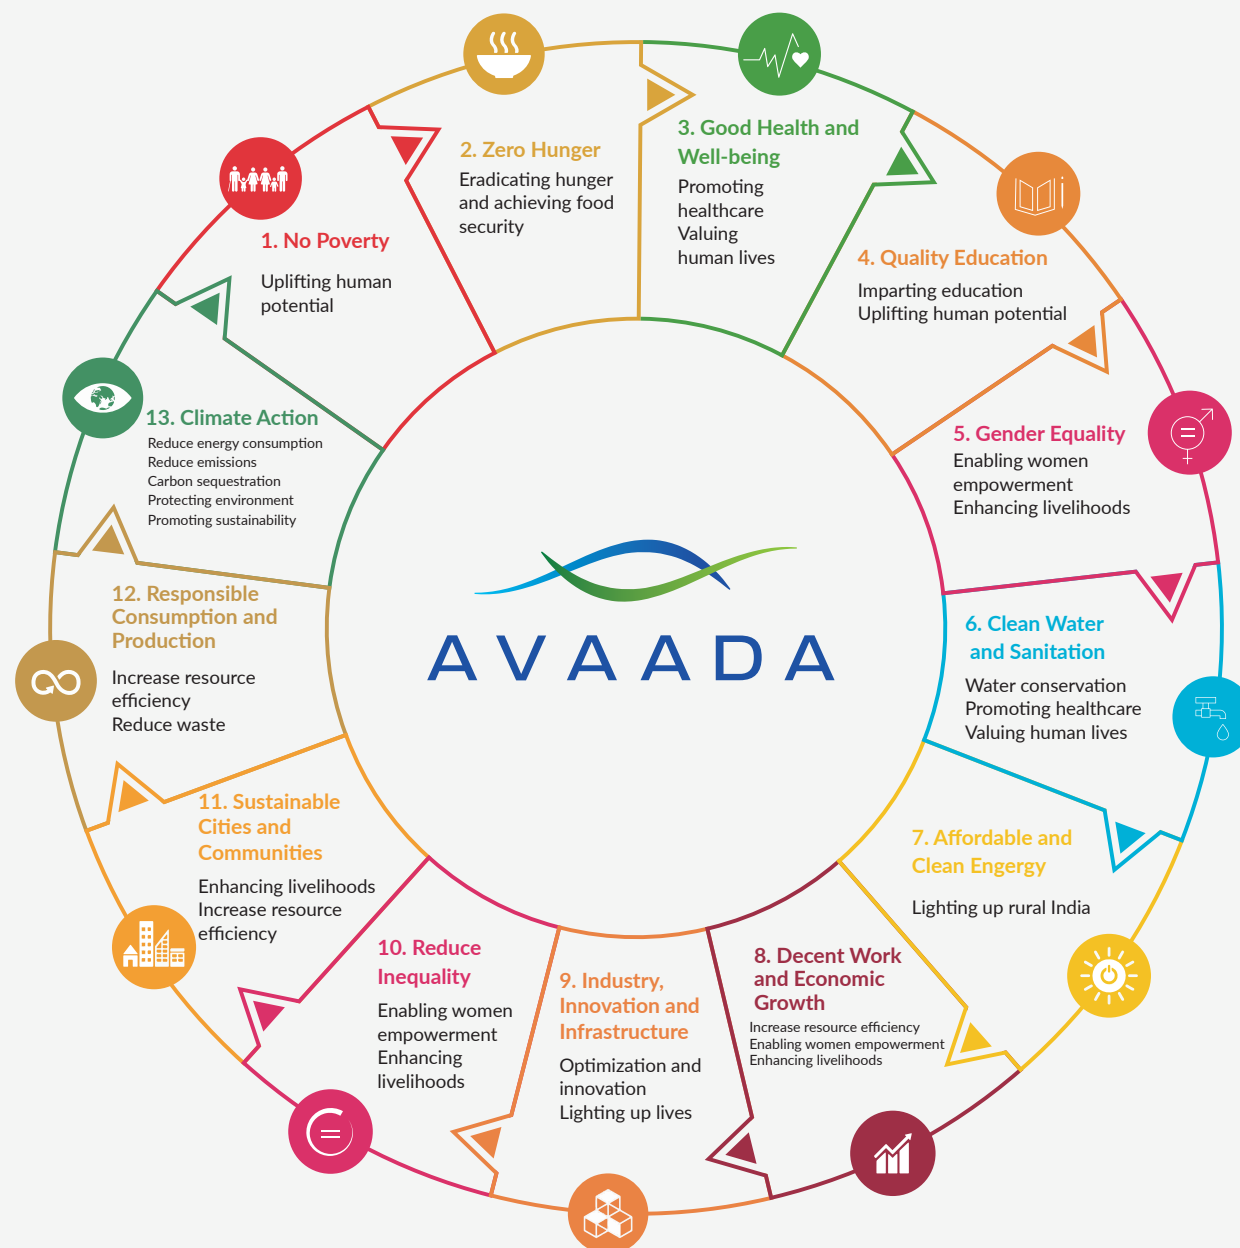 1. No Poverty
Uplifting human
potential
2. Zero Hunger
Eradicating hunger
and achieving food
security
3. Good Health and
Well-being
Promoting
healthcare
Valuing
human lives
4. Quality Education
Imparting education
Uplifting human potential
5. Gender Equality
Enabling women
empowerment
Enhancing livelihoods
6. Clean Water
and Sanitation
Water conservation
Promoting healthcare
Valuing human lives
7. Affordable and
Clean Engergy
Lighting up rural India
8. Decent Work
and Economic
Growth
Increase resource efficiency
Enabling women empowerment
Enhancing livelihoods
9. Industry,
Innovation and
Infrastructure
Optimization and
innovation
Lighting up lives
10. Reduce
Inequality
Enabling women
empowerment
Enhancing
livelihoods
11. Sustainable
Cities and
Communities
Enhancing livelihoods
Increase resource
efficiency
12. Responsible
Consumption and
Production
Increase resource
efficiency
Reduce waste
13. Climate Action
Reduce energy consumption
Reduce emissions
Carbon sequestration
Protecting environment
Promoting sustainability
AVAADA